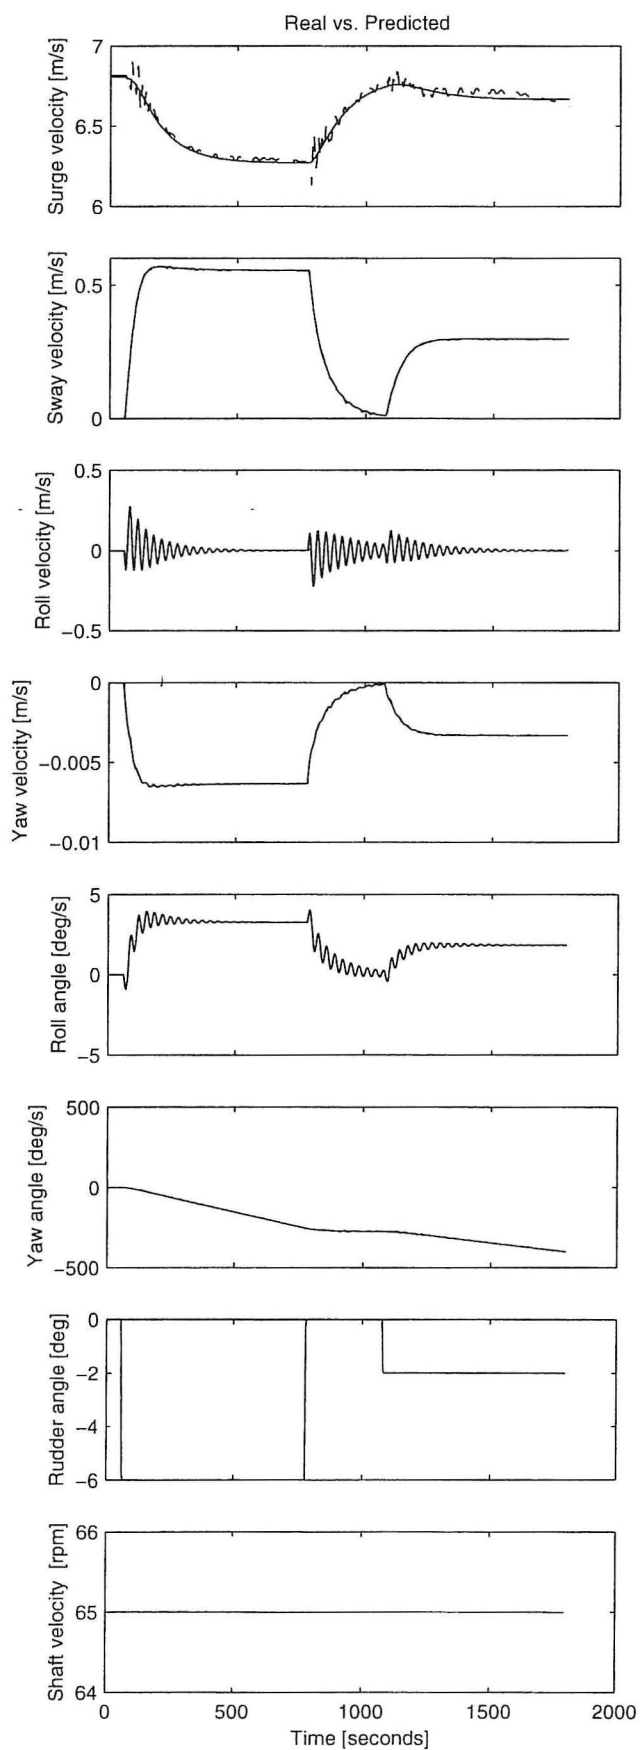 Real vs. Predicted
7
6.5
6
Surge velocity [m/s]
0.5
0
Sway velocity [m/s]
0.5
0
−0.5
Roll velocity [m/s]
0
−0.005
−0.01
Yaw velocity [m/s]
5
0
−5
Roll angle [deg/s]
500
0
−500
Yaw angle [deg/s]
0
−2
−4
−6
Rudder angle [deg]
66
65
64
Shaft velocity [rpm]
0 500 1000 1500 2000
Time [seconds]